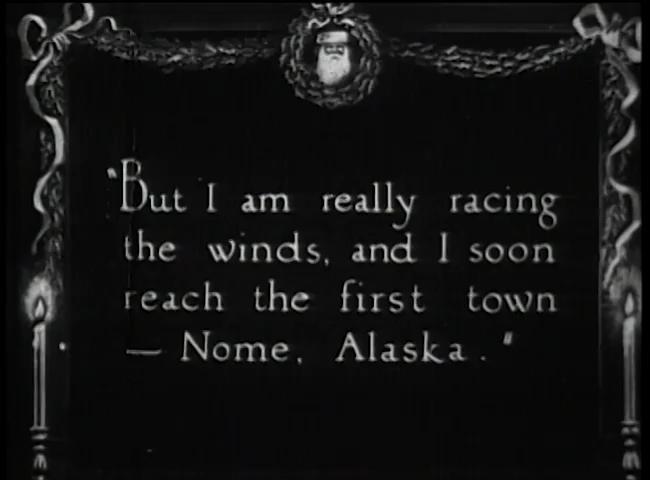 "But I am really racing
the winds, and I soon
reach the first town
— Nome, Alaska."